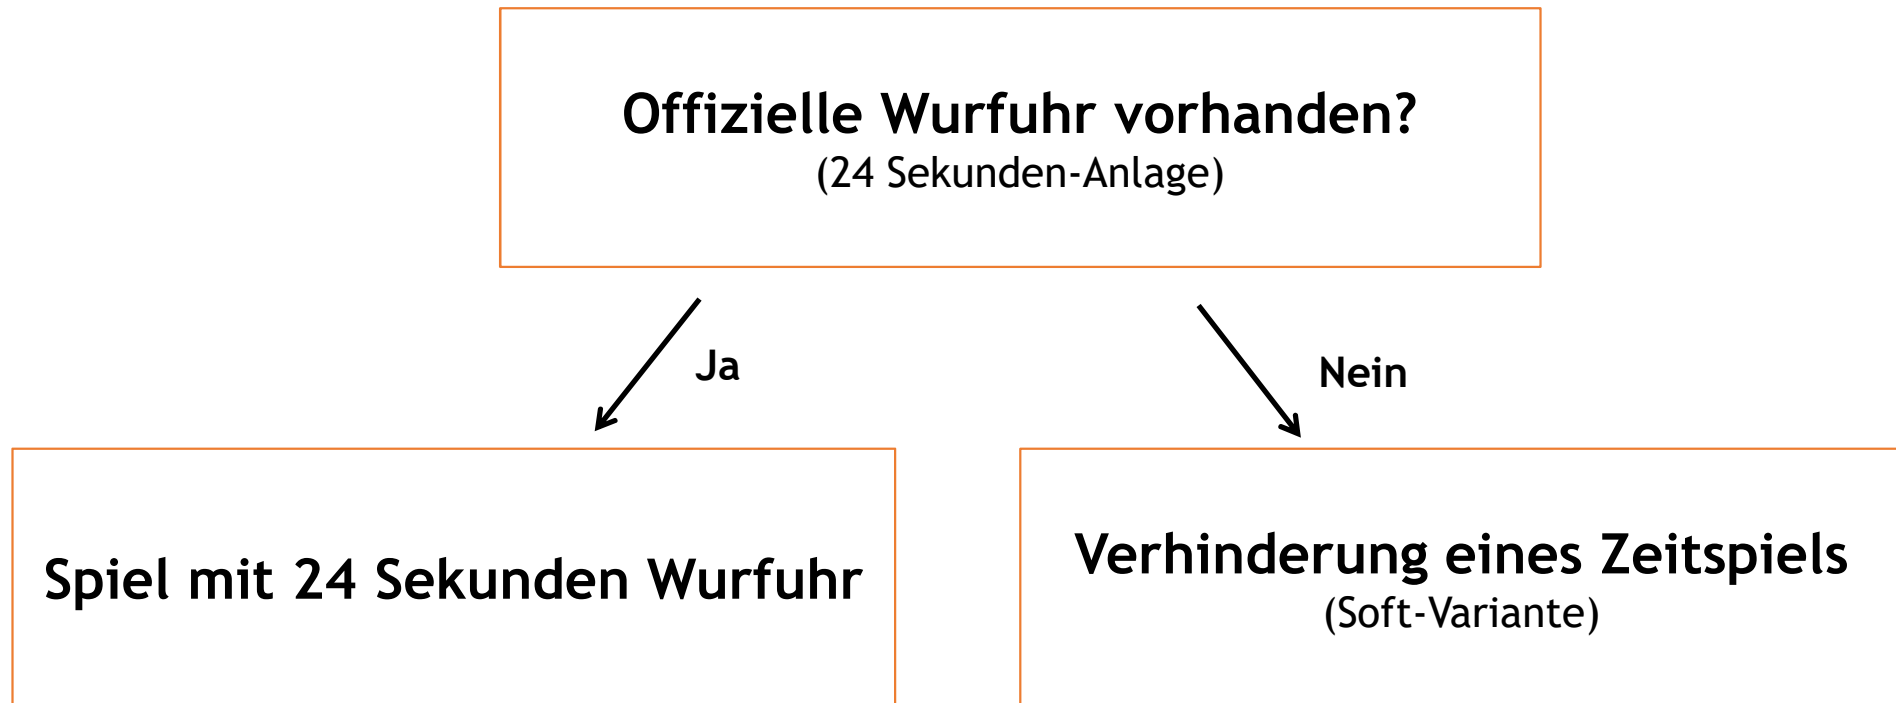 Offizielle Wurfuhr vorhanden?
(24 Sekunden-Anlage)
Ja
Nein
Spiel mit 24 Sekunden Wurfuhr
Verhinderung eines Zeitspiels
(Soft-Variante)